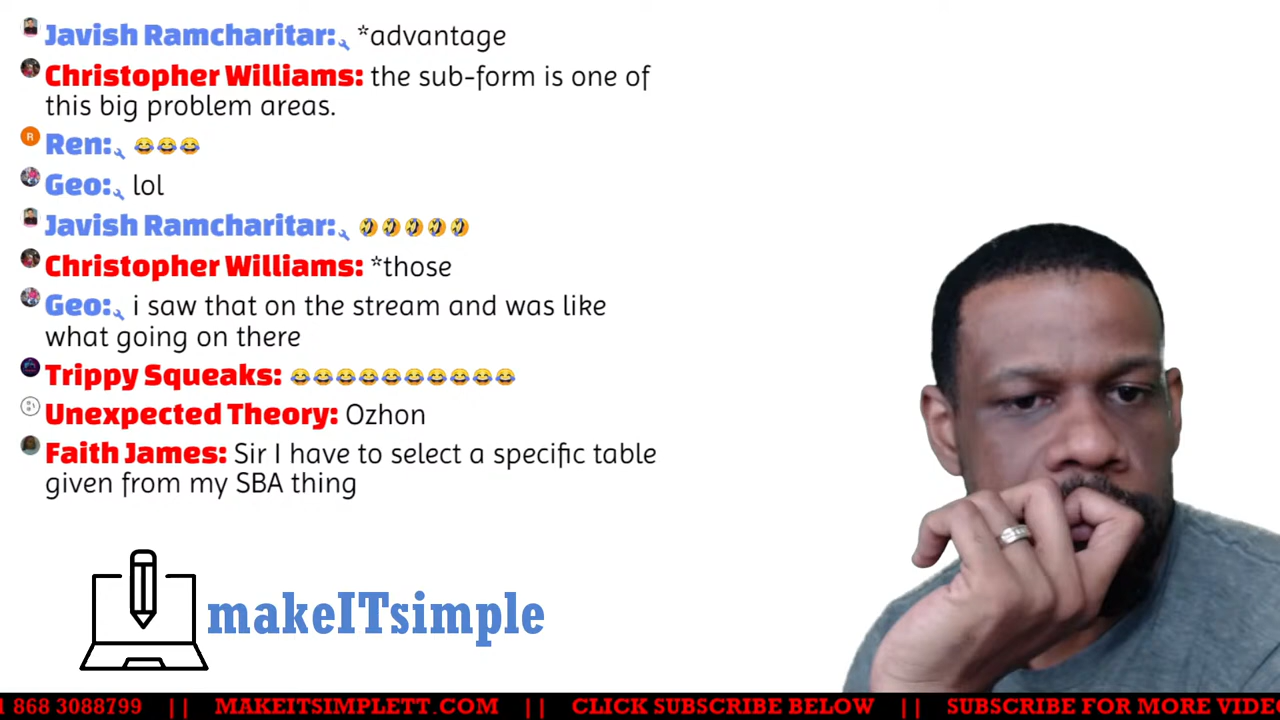 Javish Ramcharitar: *advantage
Christopher Williams: the sub-form is one of
this big problem areas.
R
Ren: 😂😂😂
Geo: lol
Javish Ramcharitar: 🤣🤣🤣🤣🤣
Christopher Williams: *those
Geo: i saw that on the stream and was like
what going on there
Trippy Squeaks: 😂😂😂😂😂😂😂😂😂😂
Unexpected Theory: Ozhon
Faith James: Sir I have to select a specific table
given from my SBA thing
makeITsimple
868 3088799 || MAKEITSIMPLETT.COM || CLICK SUBSCRIBE BELOW || SUBSCRIBE FOR MORE